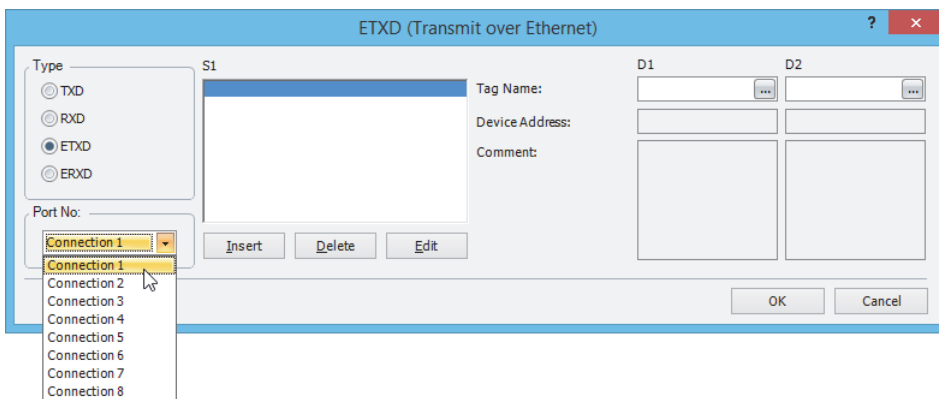 ETXD (Transmit over Ethernet)
?
Type
TXD
RXD
ETXD
ERXD
Port No:
Connection 1
Connection 1
Connection 2
Connection 3
Connection 4
Connection 5
Connection 6
Connection 7
Connection 8
S1
Insert Delete Edit
D1 D2
Tag Name: ... ...
Device Address:
Comment:
OK Cancel